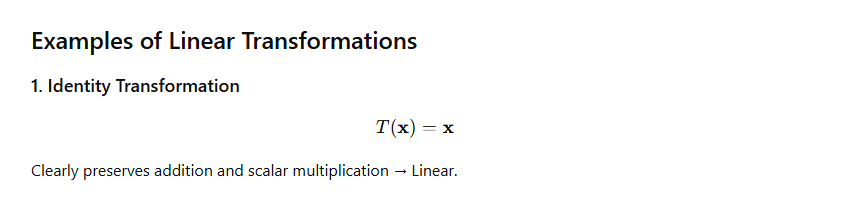 Examples of Linear Transformations
1. Identity Transformation
T(x) = x
Clearly preserves addition and scalar multiplication → Linear.